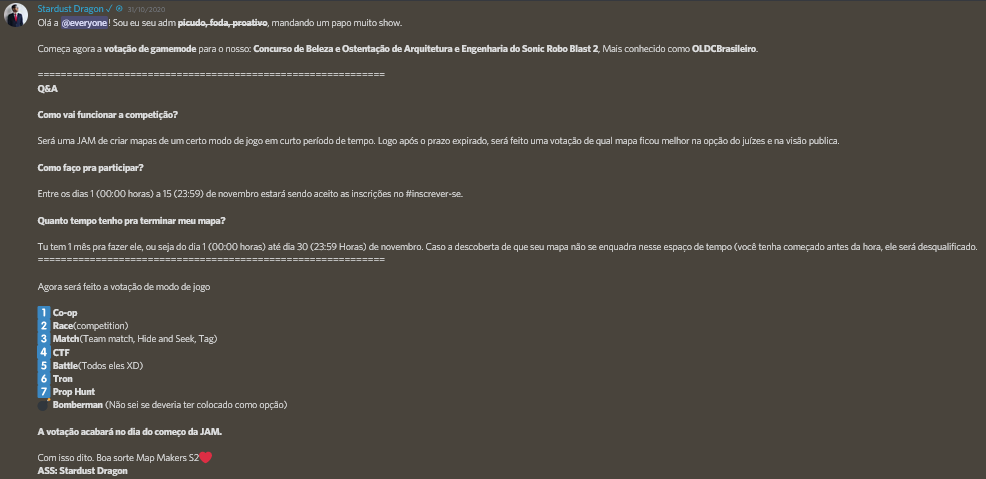 Stardust Dragon 31/10/2020
Olá a @everyone! Sou eu seu adm picudo, foda, proativo, mandando um papo muito show.
Começa agora a votação de gamemode para o nosso: Concurso de Beleza e Ostentação de Arquitetura e Engenharia do Sonic Robo Blast 2, Mais conhecido como OLDCBrasileiro.
============================================================
Q&A
Como vai funcionar a competição?
Será uma JAM de criar mapas de um certo modo de jogo em curto período de tempo. Logo após o prazo expirado, será feito uma votação de qual mapa ficou melhor na opção do juízes e na visão publica.
Como faço pra participar?
Entre os dias 1 (00:00 horas) a 15 (23:59) de novembro estará sendo aceito as inscrições no #inscrever-se.
Quanto tempo tenho pra terminar meu mapa?
Tu tem 1 mês pra fazer ele, ou seja do dia 1 (00:00 horas) até dia 30 (23:59 Horas) de novembro. Caso a descoberta de que seu mapa não se enquadra nesse espaço de tempo (você tenha começado antes da hora, ele será desqualificado.
============================================================
Agora será feito a votação de modo de jogo
1 Co-op
2 Race(competition)
3 Match(Team match, Hide and Seek, Tag)
4 CTF
5 Battle(Todos eles XD)
6 Tron
7 Prop Hunt
Bomberman (Não sei se deveria ter colocado como opção)
A votação acabará no dia do começo da JAM.
Com isso dito. Boa sorte Map Makers S2❤
ASS: Stardust Dragon